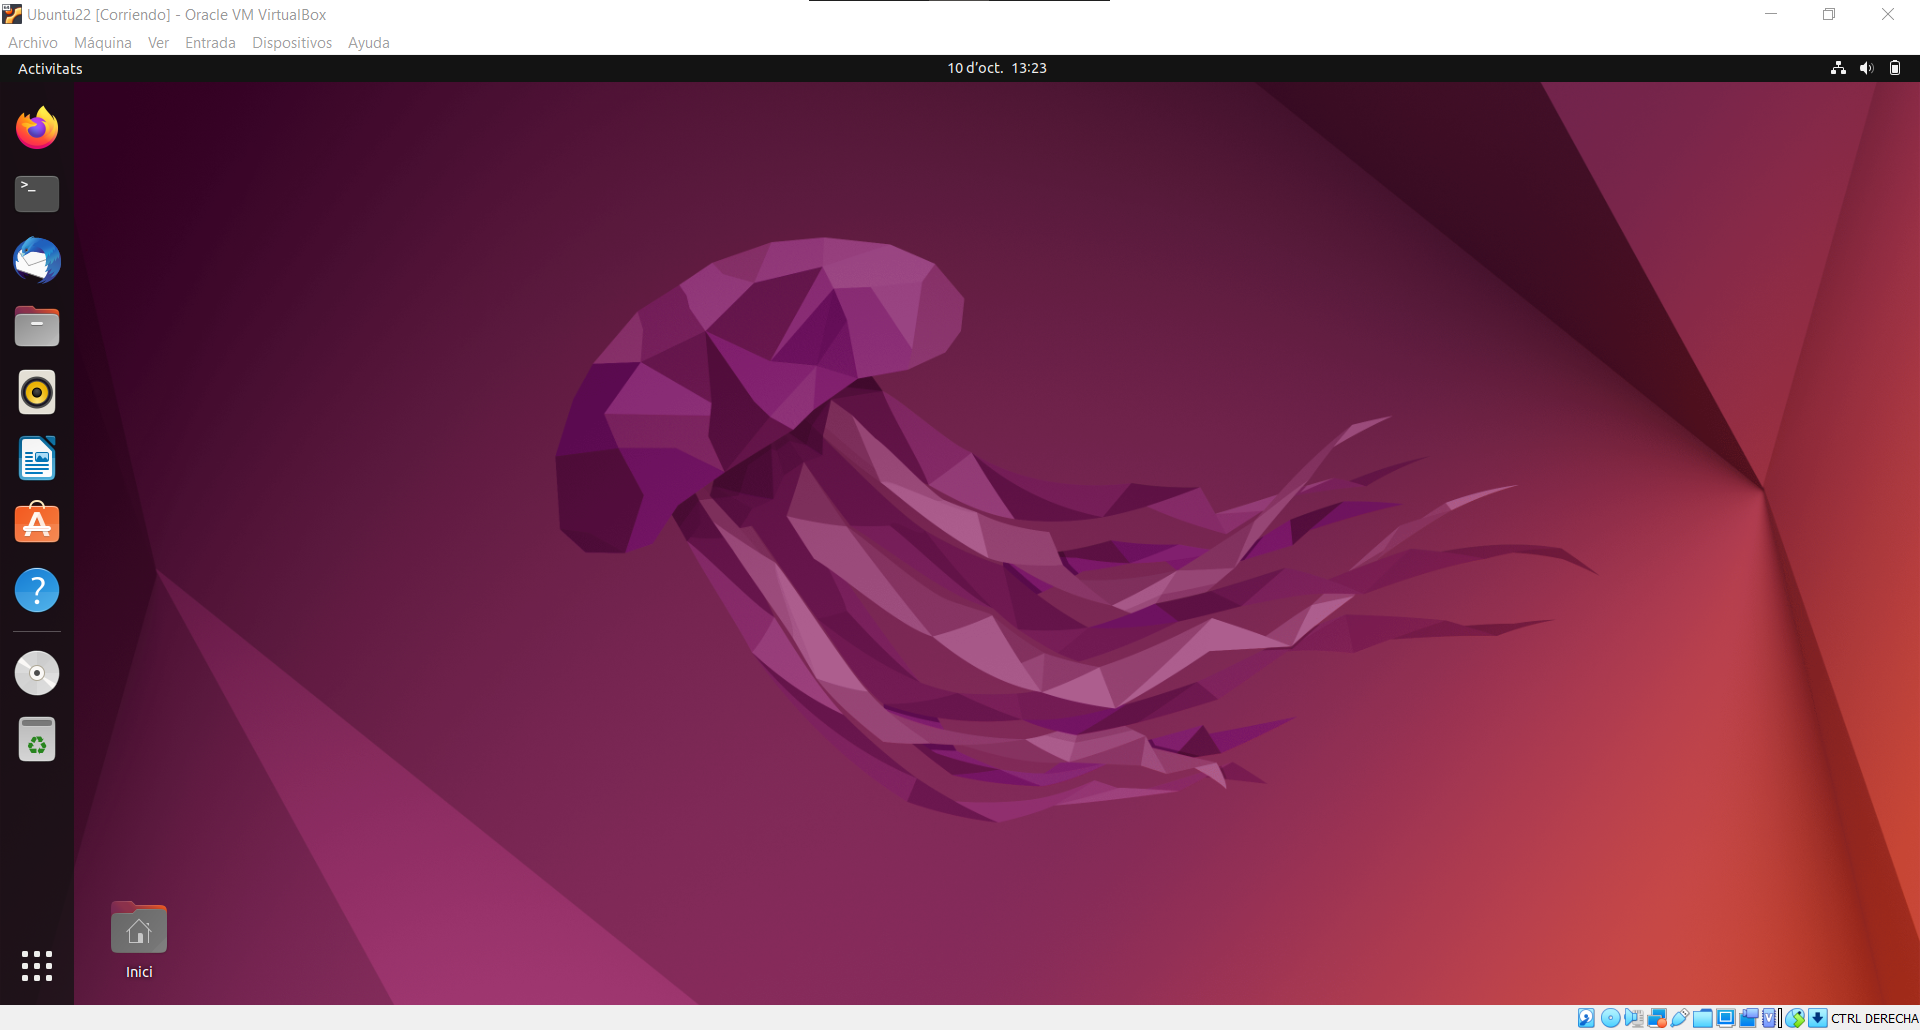 Ubuntu22 [Corriendo] - Oracle VM VirtualBox
Archivo Máquina Ver Entrada Dispositivos Ayuda
Activitats 10 d’oct. 13:23
>_
?
Inici
CTRL DERECHA